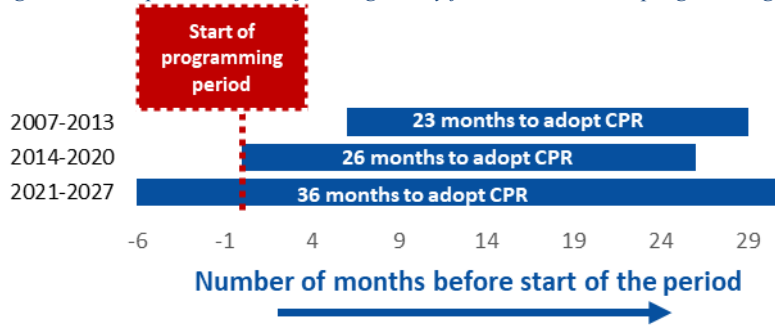 Start of
programming
period
2007-2013 23 months to adopt CPR
2014-2020 26 months to adopt CPR
2021-2027 36 months to adopt CPR
-6 -1 4 9 14 19 24 29
Number of months before start of the period